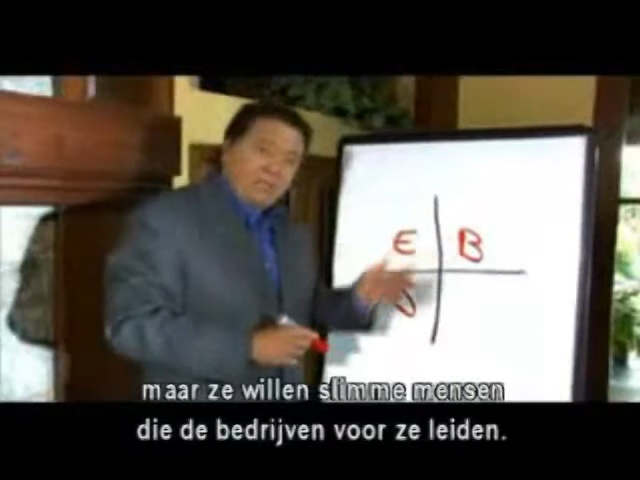 E B
S
maar ze willen slimme mensen
die de bedrijven voor ze leiden.